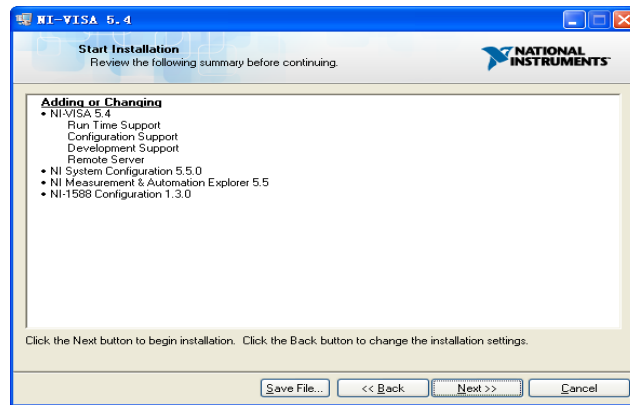 NI-VISA 5.4
Start Installation
Review the following summary before continuing.
NATIONAL
INSTRUMENTS
Adding or Changing
• NI-VISA 5.4
Run Time Support
Configuration Support
Development Support
Remote Server
• NI System Configuration 5.5.0
• NI Measurement & Automation Explorer 5.5
• NI-1588 Configuration 1.3.0
Click the Next button to begin installation. Click the Back button to change the installation settings.
Save File... << Back Next >> Cancel